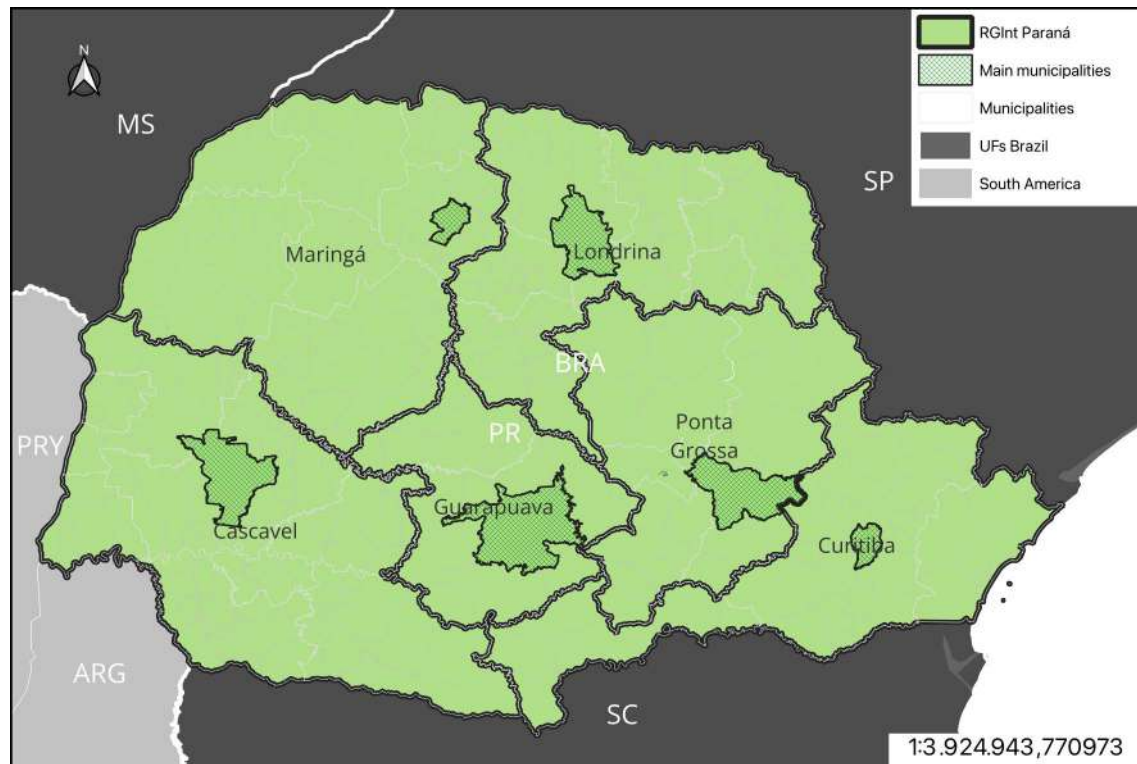 N
MS
SP
RGInt Paraná
Main municipalities
Municipalities
UFs Brazil
South America
Maringá
Londrina
BRA
PRY
PR
Ponta
Grossa
Guarapuava
Cascavel
Curitiba
ARG
SC
1:3.924.943,770973